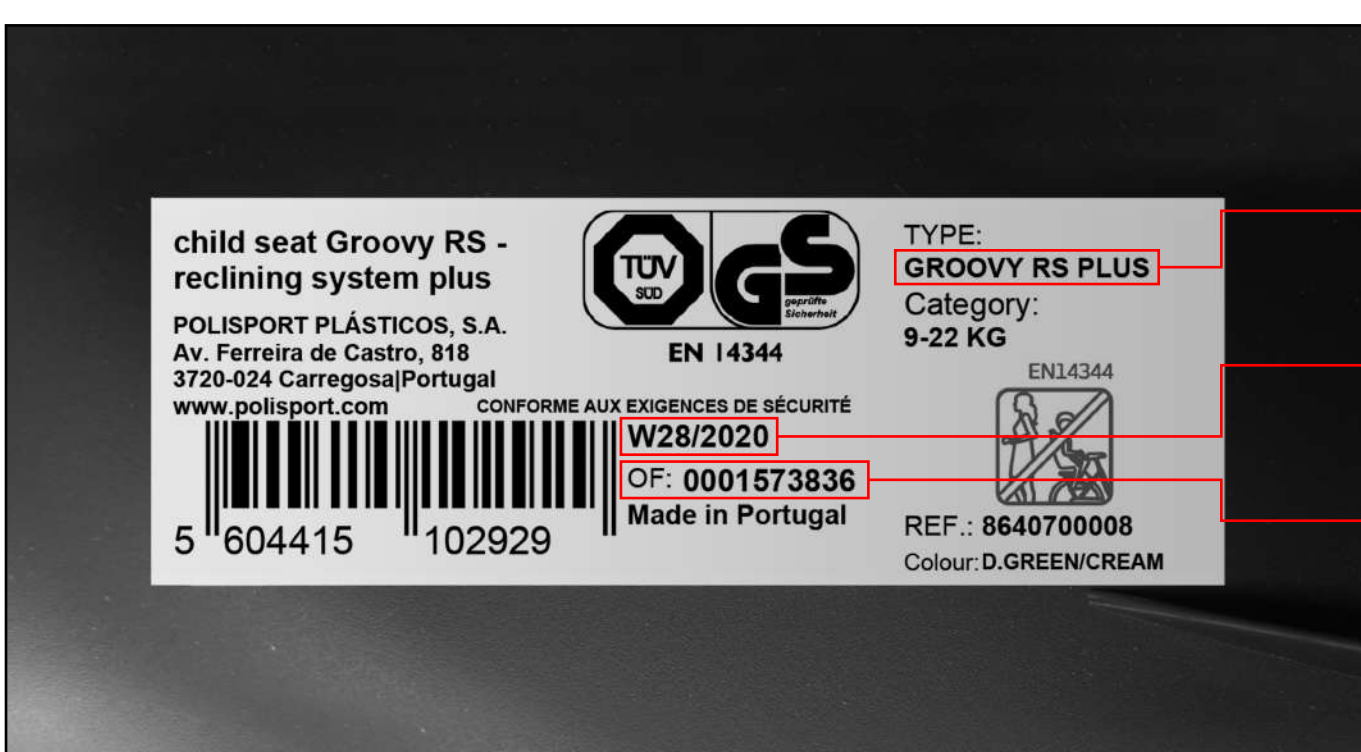 child seat Groovy RS -
reclining system plus
POLISPORT PLÁSTICOS, S.A.
Av. Ferreira de Castro, 818
3720-024 Carregosa|Portugal
www.polisport.com
CONFORME AUX EXIGENCES DE SÉCURITÉ
TÜV
SÜD
GS
geprüfte
Sicherheit
EN 14344
W28/2020
OF: 0001573836
Made in Portugal
5 604415 102929
TYPE:
GROOVY RS PLUS
Category:
9-22 KG
EN14344
REF.: 8640700008
Colour: D.GREEN/CREAM